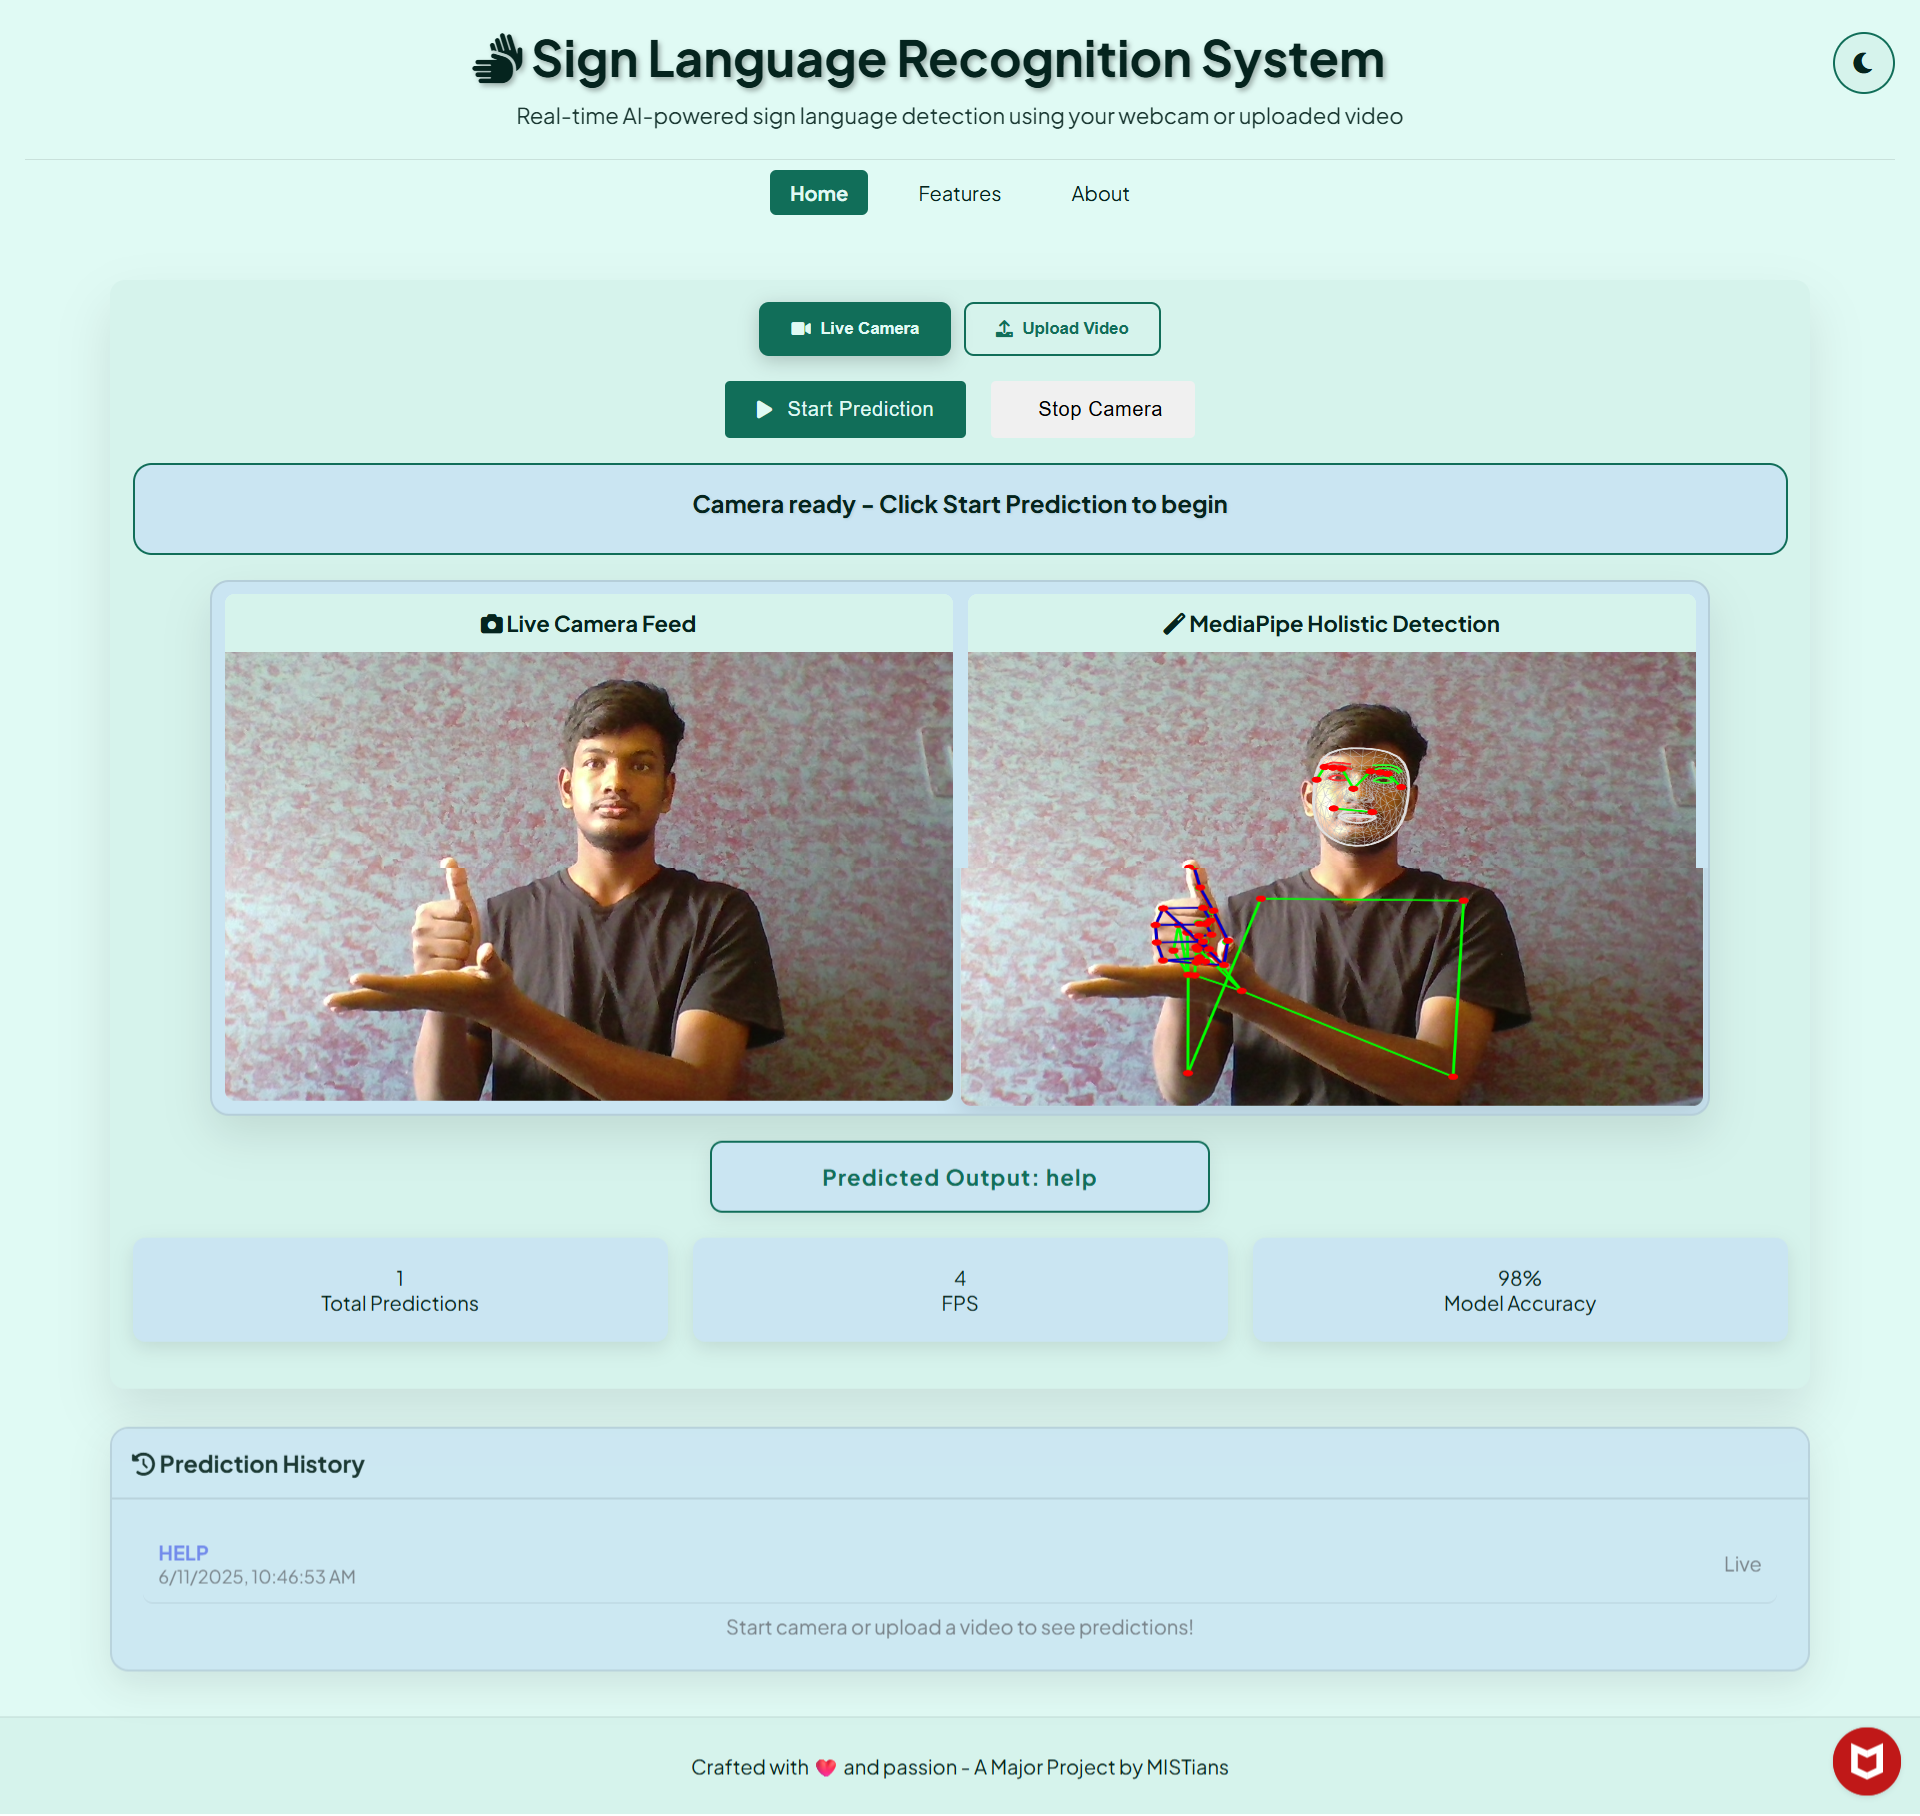 Sign Language Recognition System
Real-time AI-powered sign language detection using your webcam or uploaded video
Home Features About
Live Camera Upload Video
Start Prediction Stop Camera
Camera ready - Click Start Prediction to begin
Live Camera Feed
MediaPipe Holistic Detection
Predicted Output: help
1
Total Predictions
4
FPS
98%
Model Accuracy
Prediction History
HELP
6/11/2025, 10:46:53 AM
Live
Start camera or upload a video to see predictions!
Crafted with ❤️ and passion - A Major Project by MISTians